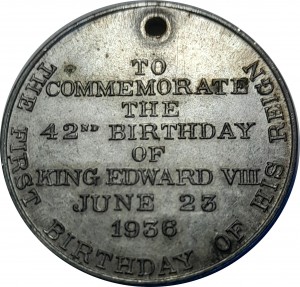 TO
COMMEMORATE
THE
42ND BIRTHDAY
OF
KING EDWARD VIII
JUNE 23
1936
THE FIRST BIRTHDAY OF HIS REIGN